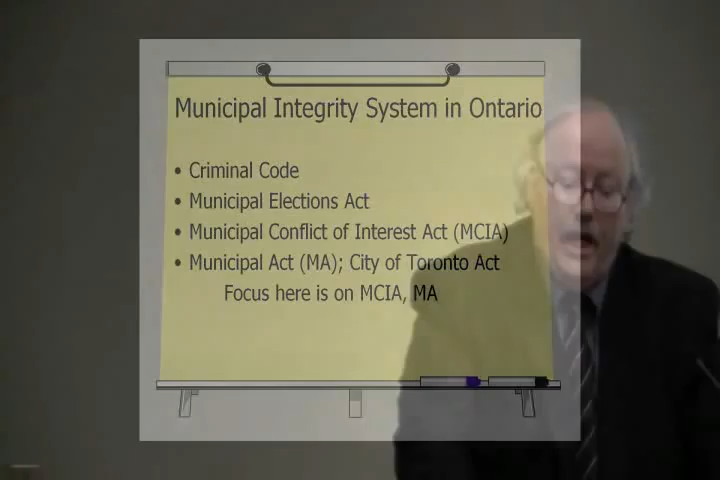 Municipal Integrity System in Ontario
• Criminal Code
• Municipal Elections Act
• Municipal Conflict of Interest Act (MCIA)
• Municipal Act (MA); City of Toronto Act
Focus here is on MCIA, MA